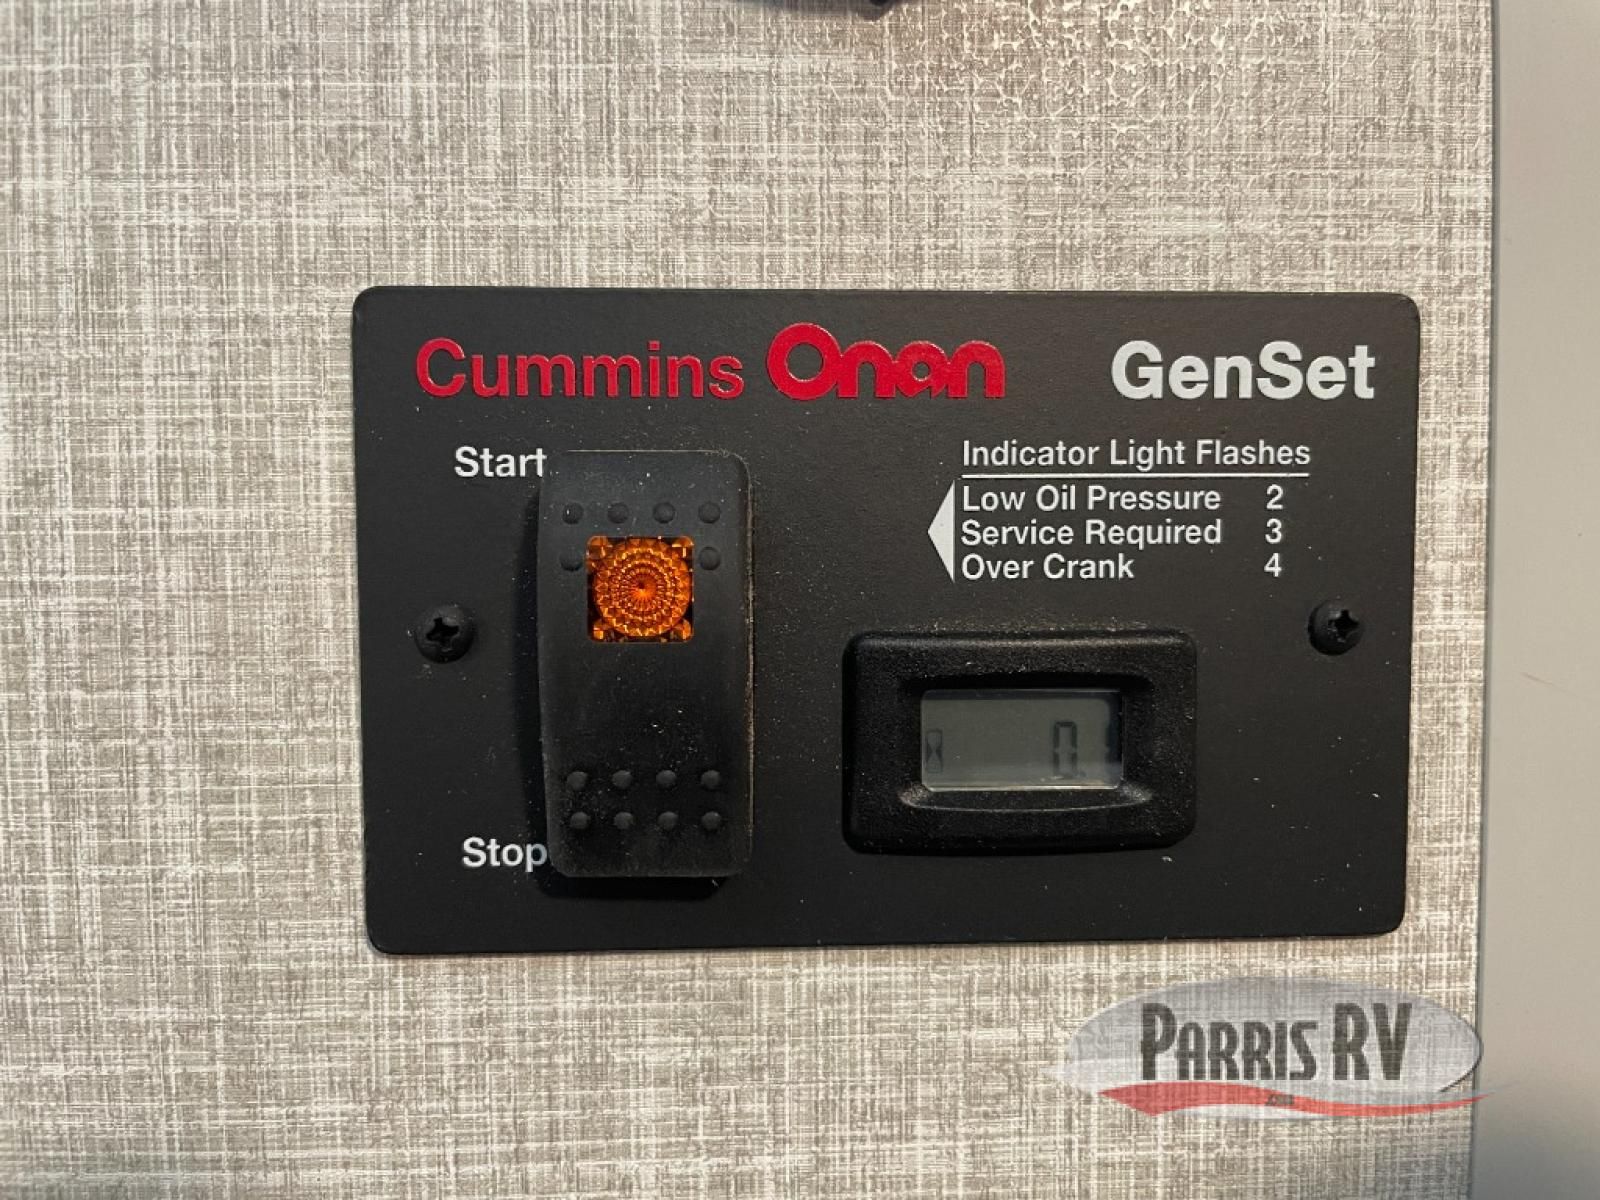 Cummins Onan GenSet
Start
Indicator Light Flashes
Low Oil Pressure 2
Service Required 3
Over Crank 4
0
Stop
PARRIS RV